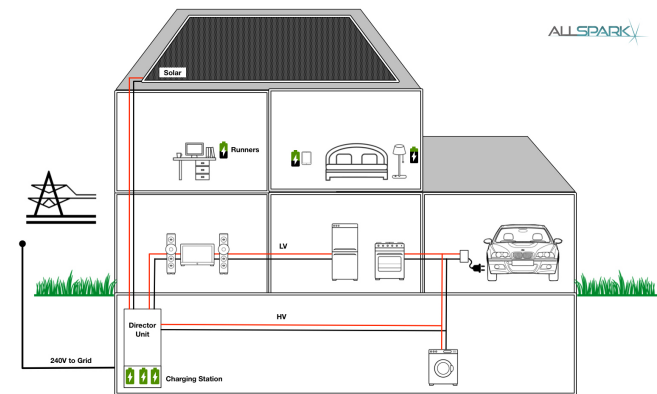 ALLSPARK
Solar
Runners
LV
HV
Director
Unit
240V to Grid
Charging Station